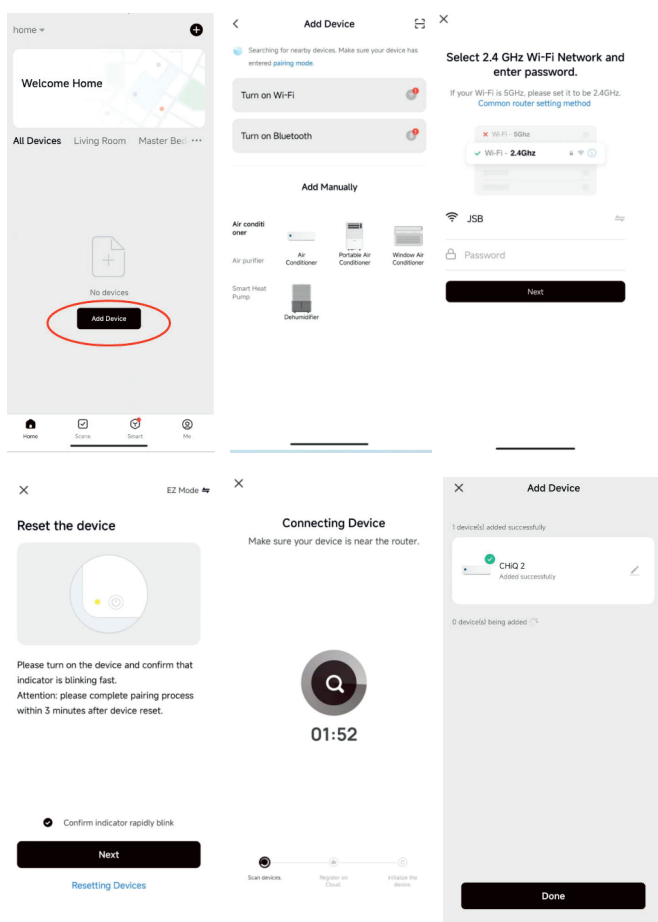 home
Welcome Home
All Devices Living Room Master Bed
No devices
Add Device
Home Scene Smart Me
Add Device
Searching for nearby devices. Make sure your device has
entered pairing mode.
Turn on Wi-Fi
Turn on Bluetooth
Add Manually
Air conditi
oner
Air purifier
Smart Heat
Pump
Air
Conditioner
Portable Air
Conditioner
Window Air
Conditioner
Dehumidifier
Select 2.4 GHz Wi-Fi Network and
enter password.
If your Wi-Fi is 5GHz, please set it to be 2.4GHz.
Common router setting method
Wi-Fi - 5Ghz
Wi-Fi - 2.4Ghz
JSB
Password
Next
EZ Mode
Reset the device
Please turn on the device and confirm that
indicator is blinking fast.
Attention: please complete pairing process
within 3 minutes after device reset.
Confirm indicator rapidly blink
Next
Resetting Devices
Connecting Device
Make sure your device is near the router.
01:52
Scan devices.
Register on
Cloud.
Initialize the
device.
Add Device
1 device(s) added successfully
CHiQ 2
Added successfully
0 device(s) being added
Done